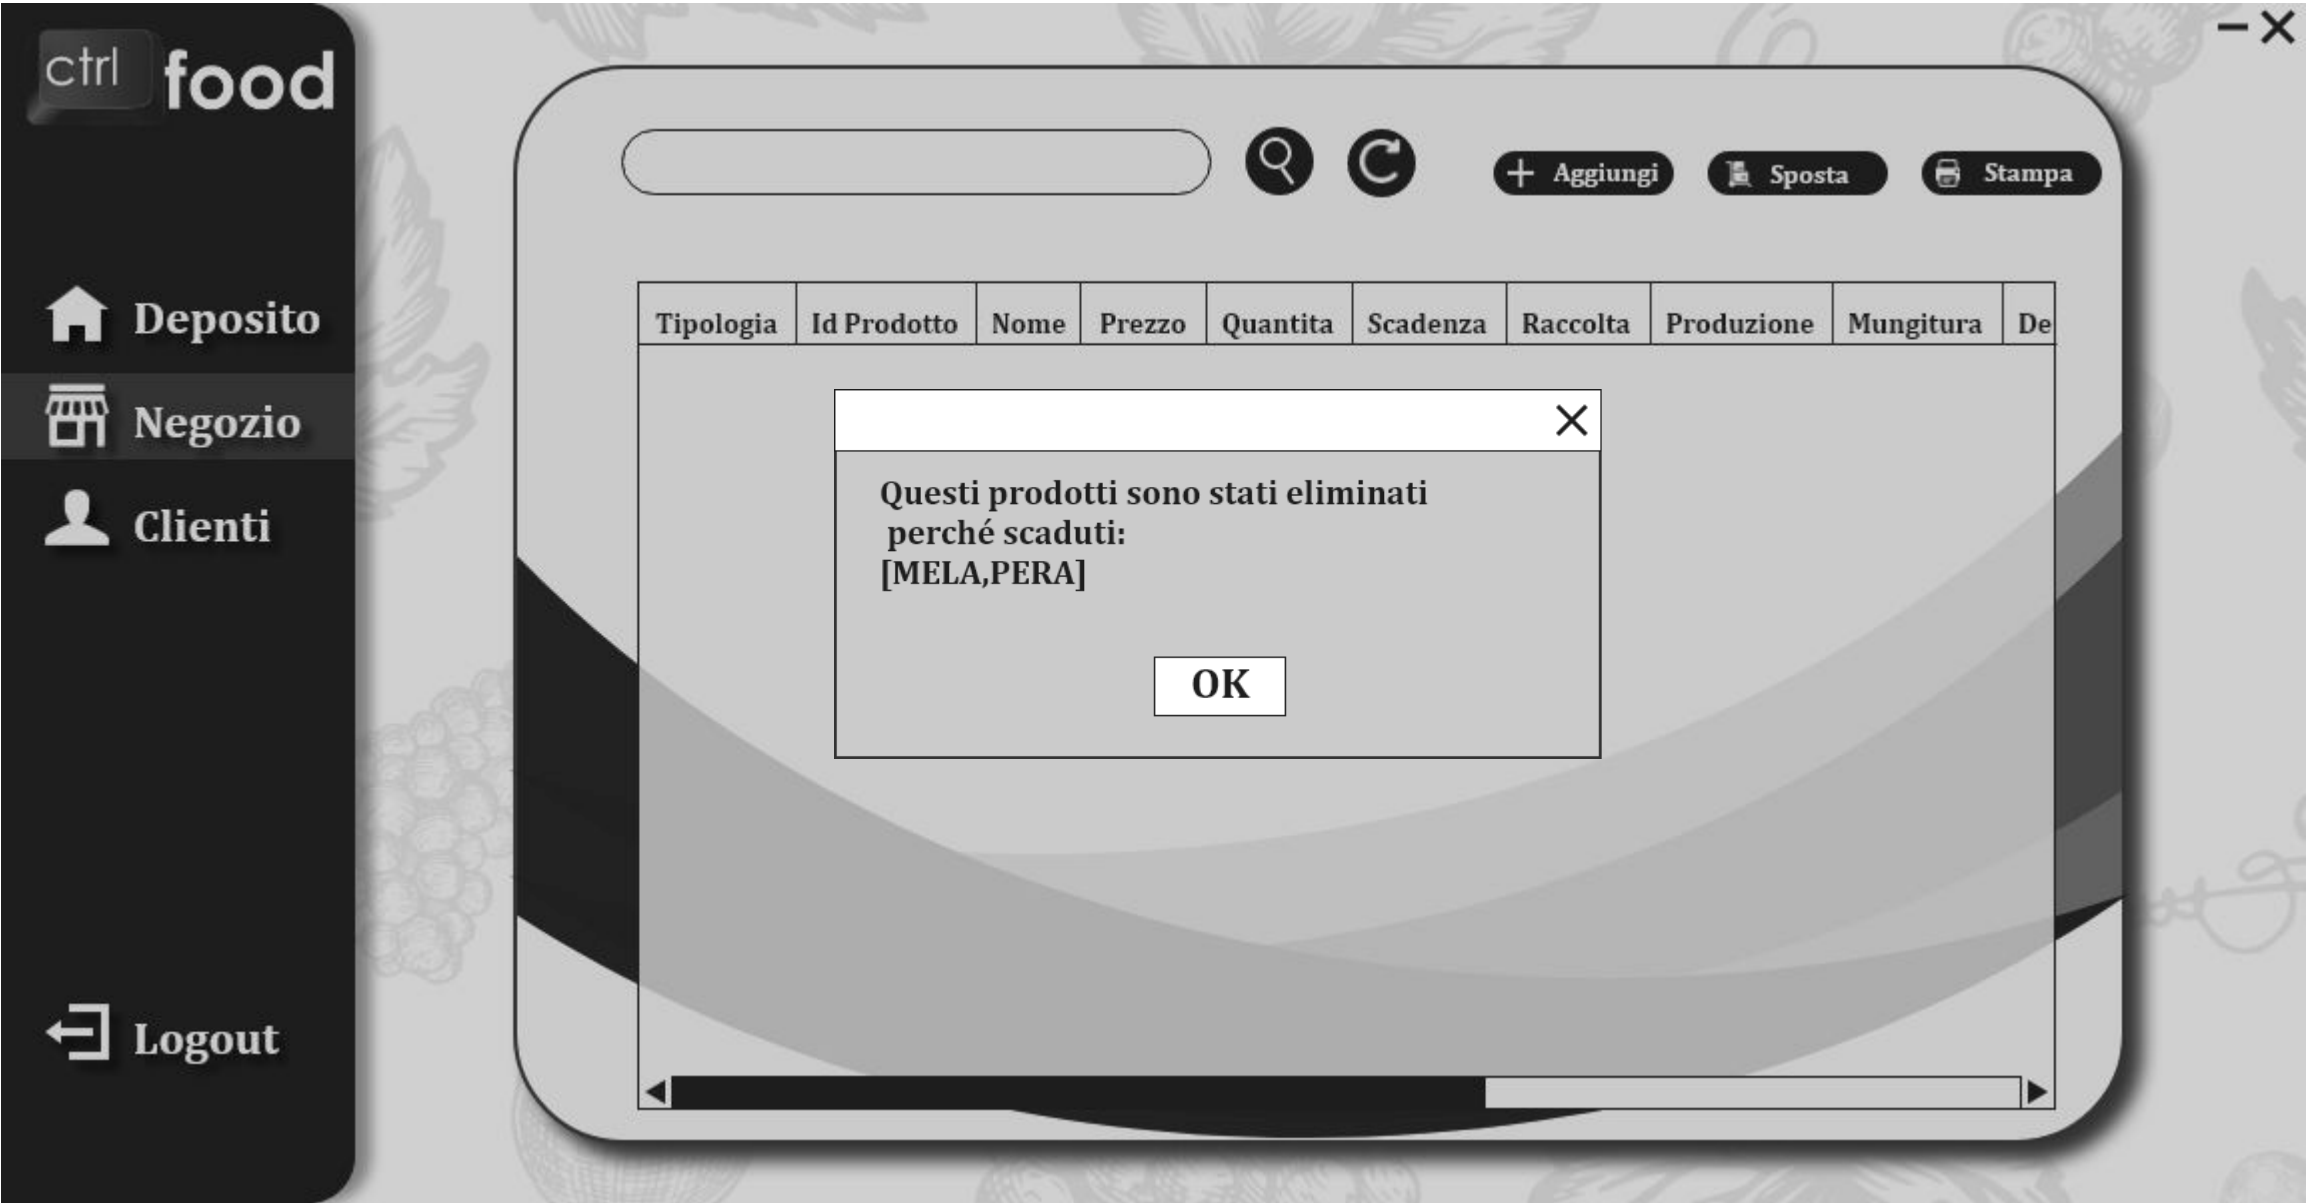 ctrl food
Aggiungi
Sposta
Stampa
Deposito
Negozio
Clienti
Logout
Tipologia Id Prodotto Nome Prezzo Quantita Scadenza Raccolta Produzione Mungitura De
Questi prodotti sono stati eliminati
perché scaduti:
[MELA,PERA]
OK